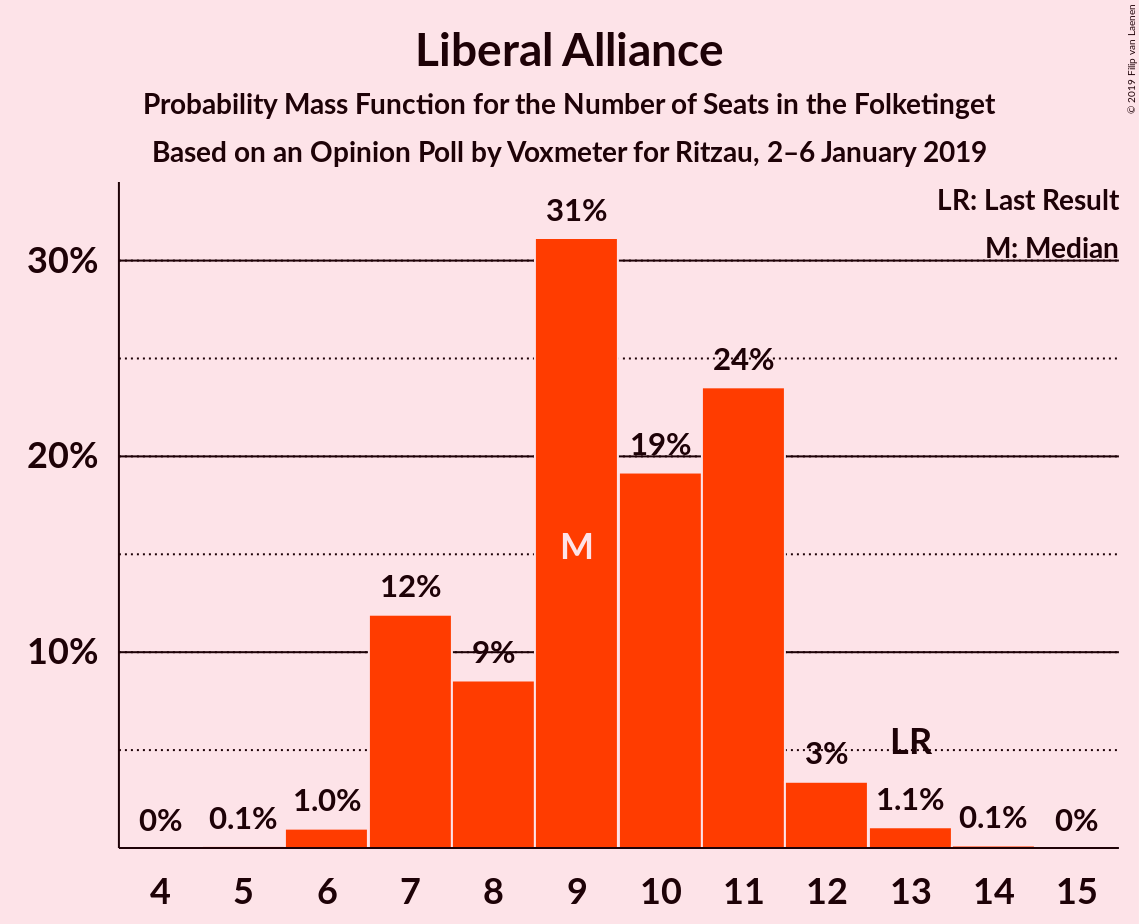 Liberal Alliance
Probability Mass Function for the Number of Seats in the Folketinget
Based on an Opinion Poll by Voxmeter for Ritzau, 2–6 January 2019
© 2019 Filip van Laenen
LR: Last Result
M: Median
30%
20%
10%
0%
0.1%
1.0%
12%
9%
31%
M
19%
24%
3%
LR
1.1%
0.1%
0%
4 5 6 7 8 9 10 11 12 13 14 15